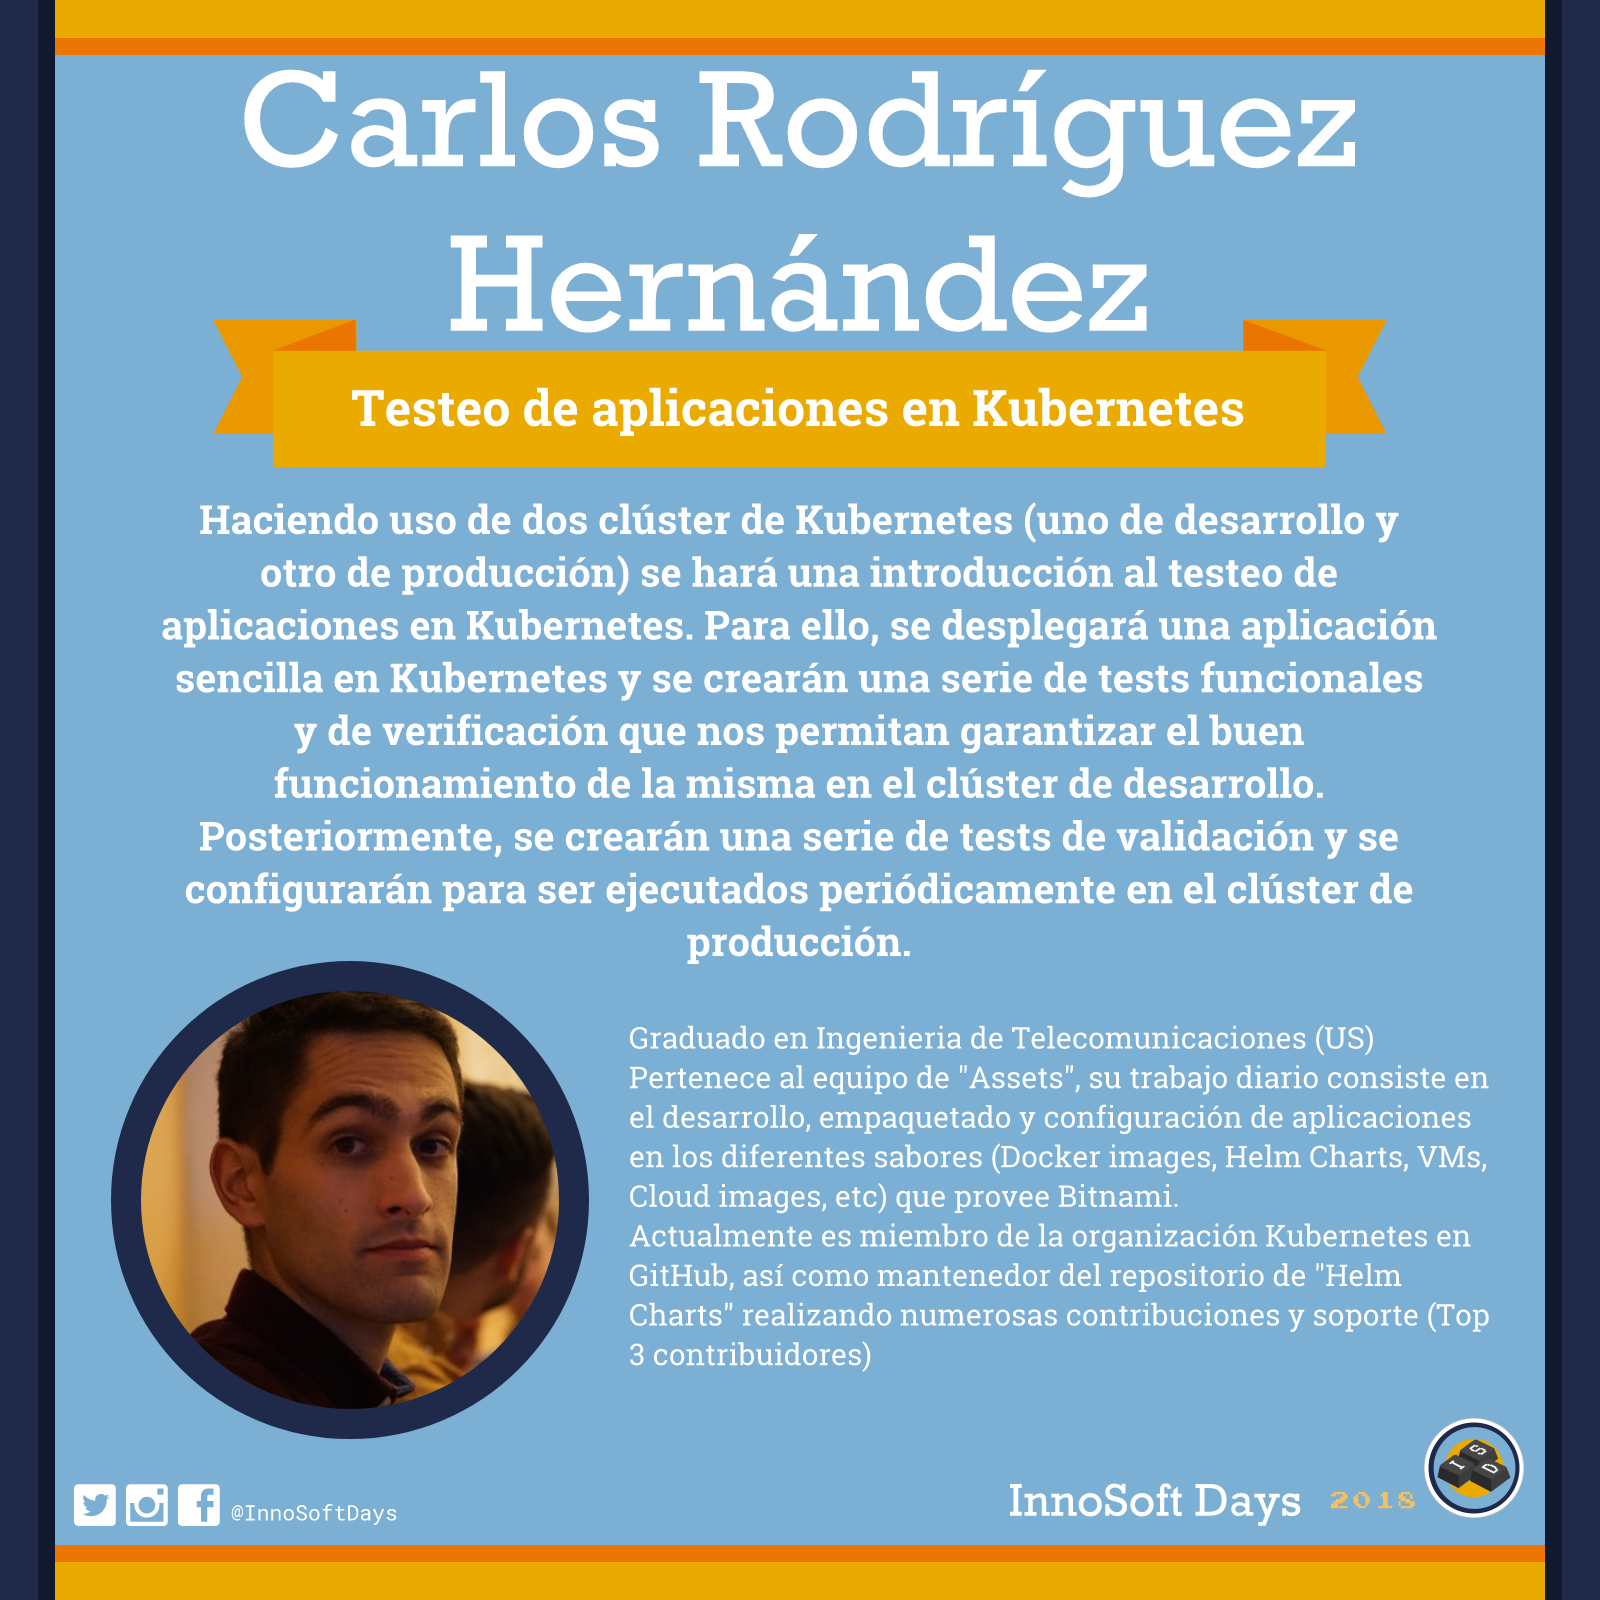 Carlos Rodríguez
Hernández
Testeo de aplicaciones en Kubernetes
Haciendo uso de dos clúster de Kubernetes (uno de desarrollo y
otro de producción) se hará una introducción al testeo de
aplicaciones en Kubernetes. Para ello, se desplegará una aplicación
sencilla en Kubernetes y se crearán una serie de tests funcionales
y de verificación que nos permitan garantizar el buen
funcionamiento de la misma en el clúster de desarrollo.
Posteriormente, se crearán una serie de tests de validación y se
configurarán para ser ejecutados periódicamente en el clúster de
producción.
Graduado en Ingenieria de Telecomunicaciones (US)
Pertenece al equipo de "Assets", su trabajo diario consiste en
el desarrollo, empaquetado y configuración de aplicaciones
en los diferentes sabores (Docker images, Helm Charts, VMs,
Cloud images, etc) que provee Bitnami.
Actualmente es miembro de la organización Kubernetes en
GitHub, así como mantenedor del repositorio de "Helm
Charts" realizando numerosas contribuciones y soporte (Top
3 contribuidores)
@InnoSoftDays
InnoSoft Days 2018
I S D